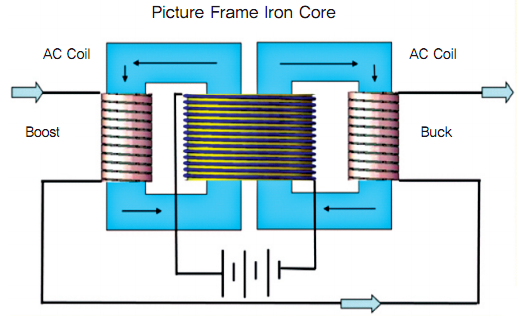 Picture Frame Iron Core
AC Coil
AC Coil
Boost
Buck